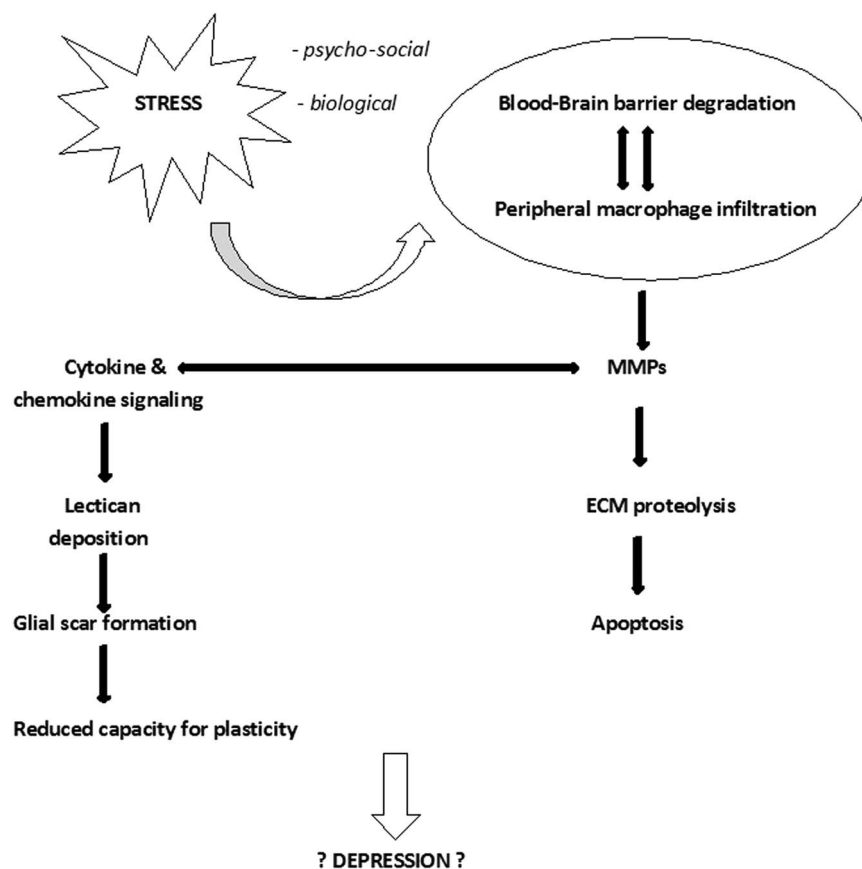 - psycho-social
STRESS
- biological
Blood-Brain barrier degradation
Peripheral macrophage infiltration
Cytokine &
chemokine signaling
MMPs
Lectican
deposition
ECM proteolysis
Glial scar formation
Apoptosis
Reduced capacity for plasticity
? DEPRESSION ?